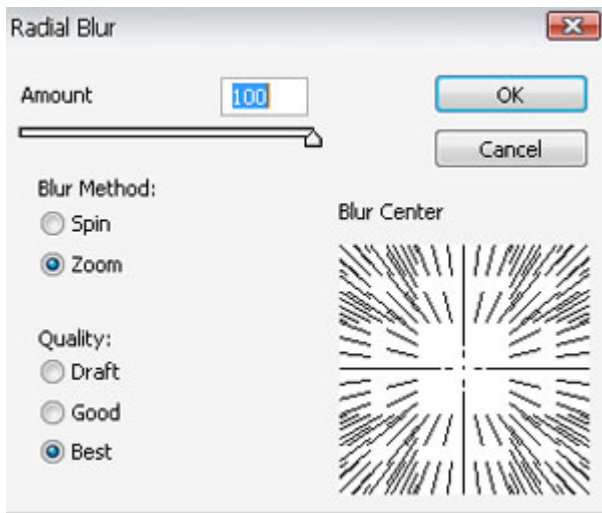 Radial Blur
Amount 100
OK
Cancel
Blur Method:
Spin
Zoom
Blur Center
Quality:
Draft
Good
Best